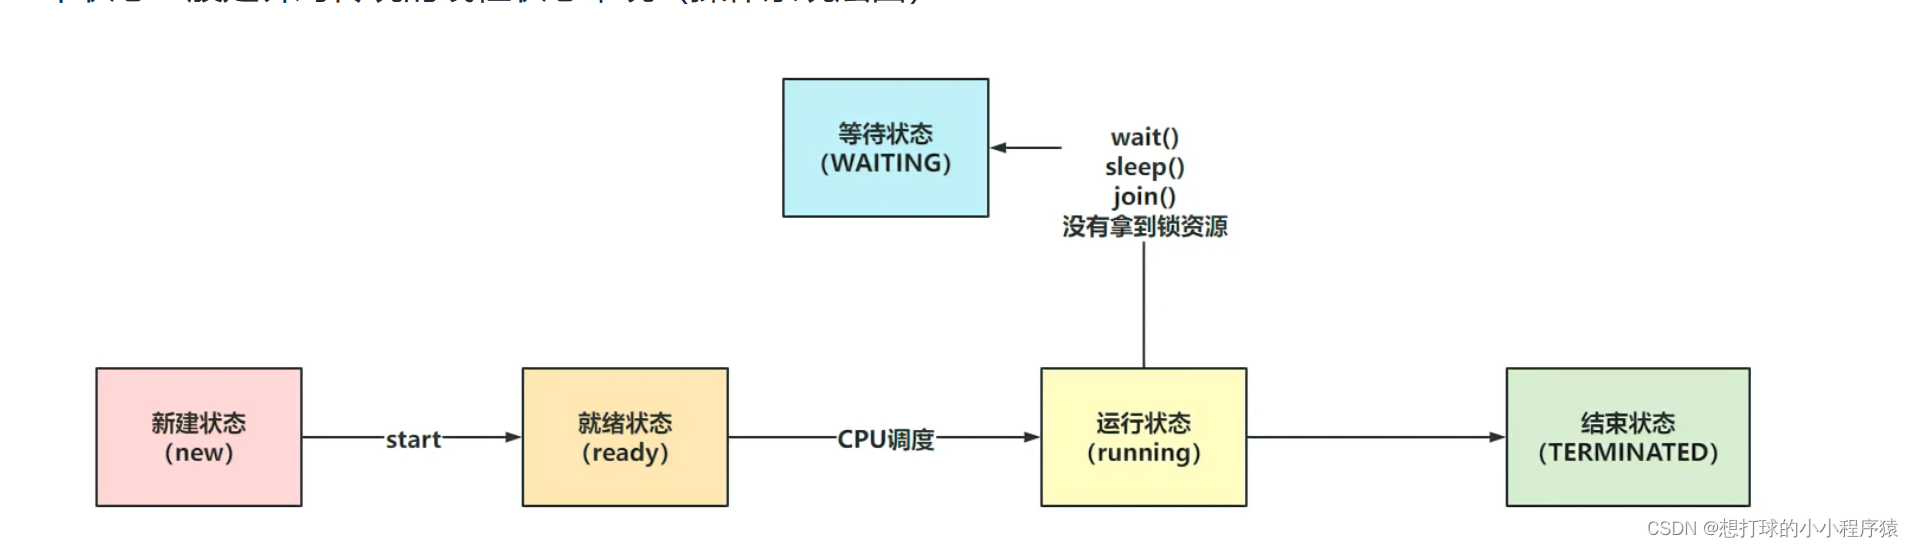 等待状态
（WAITING）
wait()
sleep()
join()
没有拿到锁资源
新建状态
（new）
start
就绪状态
（ready）
CPU调度
运行状态
（running）
结束状态
（TERMINATED）
CSDN @想打球的小小程序猿